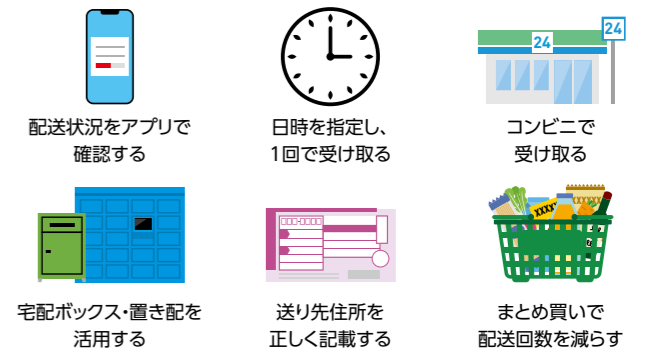 24
24
配送状況をアプリで
確認する
日時を指定し、
1回で受け取る
コンビニで
受け取る
XXXX
宅配ボックス・置き配を
活用する
送り先住所を
正しく記載する
まとめ買いで
配送回数を減らす